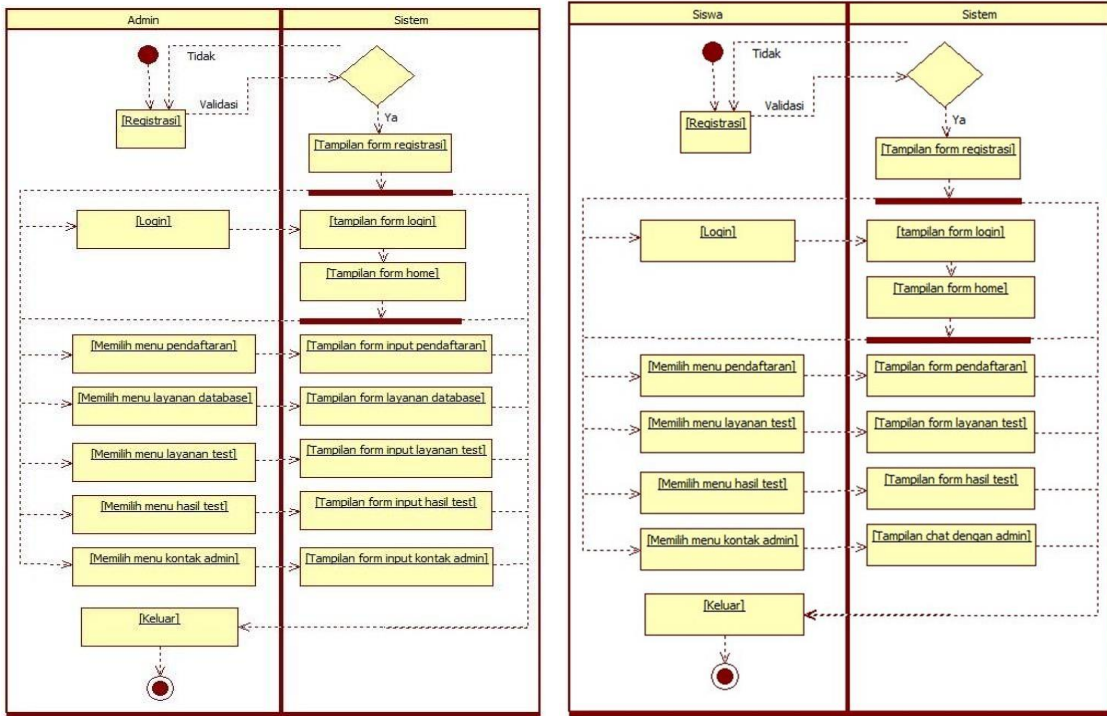 Admin
Sistem
Tidak
Validasi
[Registrasi]
Ya
[Tampilan form registrasi]
[Login]
[tampilan form login]
[Tampilan form home]
[Memilih menu pendaftaran]
[Tampilan form input pendaftaran]
[Memilih menu layanan database]
[Tampilan form layanan database]
[Memilih menu layanan test]
[Tampilan form input layanan test]
[Memilih menu hasil test]
[Tampilan form input hasil test]
[Memilih menu kontak admin]
[Tampilan form input kontak admin]
[Keluar]
Siswa
Sistem
Tidak
Validasi
[Registrasi]
Ya
[Tampilan form registrasi]
[Login]
[tampilan form login]
[Tampilan form home]
[Memilih menu pendaftaran]
[Tampilan form pendaftaran]
[Memilih menu layanan test]
[Tampilan form layanan test]
[Memilih menu hasil test]
[Tampilan form hasil test]
[Memilih menu kontak admin]
[Tampilan chat dengan admin]
[Keluar]